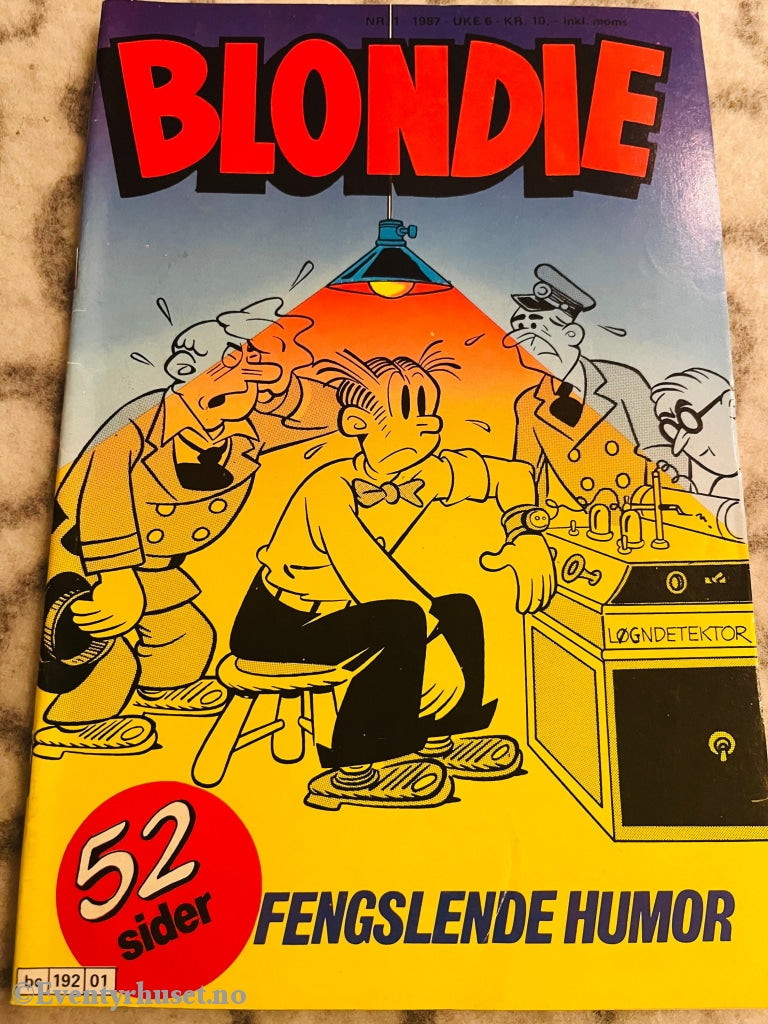 NR. 1 1987 - UKE 6 - KR. 10,- inkl. moms
BLONDIE
LØGNDETEKTOR
52
sider
FENGSLENDE HUMOR
bc 192 01
©Eventyrhuset.no